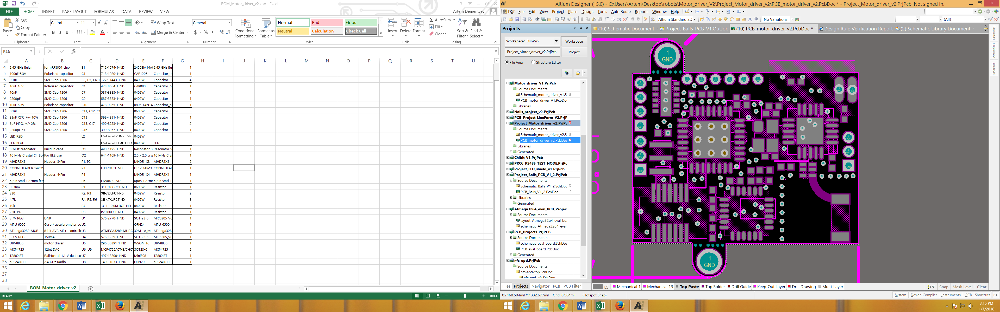 BOM_Motor_driver_v2.xlsx - Excel
FILE HOME INSERT PAGE LAYOUT FORMULAS DATA REVIEW VIEW
Artem Dementyev
Paste
Cut
Copy
Format Painter
Clipboard
Calibri 11
B I U
Font
Wrap Text
Merge & Center
Alignment
General
$ % ,
Number
Conditional Formatting
Format as Table
Normal Bad Good
Neutral Calculation Check Cell
Styles
Insert Delete Format
Cells
AutoSum
Fill
Clear
Sort & Filter
Find & Select
Editing
K16
A B C D E F G H I J K L M N O P Q R S T U
4 2.45 GHz Bulan for nRF8001 chip B1 712-1574-1-ND 2450BM14A 2.45 GHz Bul 1
5 100uF 6.3V Polarised capacitor C1 718-1920-1-ND CAP1206 Capacitor_p 1
6 0.1uF SMD Cap 1206 C3, C5, C6, C 1276-1443-1-ND 0402W Capacitor 4
7 10uF 16V Polarised capacitor C4 478-8654-1-ND CAP0805 Capacitor_p 1
8 10nF SMD Cap 1206 C7 587-3383-1-ND 0402W Capacitor 1
9 2200pF SMD Cap 1206 C9 587-3383-1-ND 0402W Capacitor 1
10 10uF 6.3V Polarised capacitor C10 478-9265-1-ND 0805 TANTA Capacitor_p 1
11 0.1uF SMD Cap 1206 C11, C12, C1 0603W Capacitor 3
12 33nF X7R, +/- 10% SMD Cap 1206 C13 399-4891-1-ND 0402W Capacitor 1
13 6pF NPO, +/- 2% SMD Cap 1206 C15, C17 490-8223-1-ND 0402W Capacitor 2
14 2200pF 5% SMD Cap 1206 C16 399-8957-1-ND 0402W Capacitor 1
15 LED RED L2 LNJ247W82RACT-ND 0402W
16 LED BLUE L1 LNJ947W8CRACT-ND 0402W LED 2
17 8 MHz resonator Build in caps O1 490-1195-1-ND Resonator S Resonator S 1
18 16 MHz Crystal Cl=8p For BLE use O2 644-1169-1-ND 2.5 x 2.0 crys 16 MHz Crys 1
19 MHDR1X3 Header, 3-Pin P1, P2 MHDR1X3 MHDR1X3 2
20 CONN HEADER 14POS P3 H11701CT-ND DF12 14Pos CONN HEAD 1
21 MHDR1X4 Header, 4-Pin P4 MHDR1X4 MHDR1X4 1
22 6 pin smd 1.27mm fem P6 ED90490-ND 6pos 1.27mm 6 pin smd 1. 1
23 0 Ohm R1 311-0.0GRCT-ND 0603W Resistor 1
24 330 R2, R3 311-330JRCT-ND 0402W Resistor 2
25 4.7k R4, R5, R6 311-4.7KJRCT-ND 0402W Resistor 3
26 10k R7 311-10.0KLRCT-ND 0402W Resistor 1
27 22K 1% R8 P20.0KLCT-ND 0402W Resistor 1
28 3.7V REG DNP U1 576-2770-1-ND SOT-23-5 MIC5205_VO 1
29 MPU 6050 Gyro / accelerometer co U2 QFN24 MPU_6500 1
30 ATmega328P-MUR 8-bit AVR Microcontrolle U3 ATMEGA328P-MURCT 32M1-A_M ATmega328P 1
31 3.3 V REG 150mA U4 576-1259-1-ND SOT-23-5 MIC5205_VO 1
32 DRV8835 motor driver U5 296-30391-1-ND WSON-16 DRV8835 1
33 MCP4725 12bit DAC U6, U9 MCP4725A0T-E/CHCT SOT23-6 MCP4725 2
34 TS882IST Rail-to-rail 1.1 V dual co U7 497-13800-1-ND MiniS08 TS882IST 1
35 nRF24L01+ 2.4 GHz Radio U8 1490-1033-1-ND QFN20 nRF24L01+ 1
36
37
38
BOM_Motor_driver_v2
READY
100%
Altium Designer (15.0) - C:\Users\Artem\Desktop\robots\Motor_driver_V2\Project_Motor_driver_v2\PCB_motor_driver_v2.PcbDoc * - Project_Motor_driver_v2.PrjPcb. Not signed in.
DXP File Edit View Project Place Design Tools Auto Route Reports Window Help
Altium Standard 2D [No Variations] (All)
Projects
(10) Schematic Document Project_Balls_PCB_V1.OutJob (10) PCB_motor_driver_v2.PcbDoc * Design Rule Verification Report (2) Schematic Library Document
Workspace1.DsnWrk Workspace
Project_Motor_driver_v2.PrjPcb Project
File View Structure Editor
Motor_driver_V1.PrjPcb
Source Documents
Schematic_motor_driver_v1.S
PCB_motor_driver_V1.PcbDo
Libraries
Nails_project_v2.PrjPcb
PCB_Project_LineForm_V2.PrjP
Project_Motor_driver_v2.PrjPc
Source Documents
Schematic_motor_driver_v2.S
PCB_motor_driver_v2.PcbDoc
Libraries
Generated
Chibit_V1.PrjPcb
PROJ_RS485_TEST_NODE.PrjPc
Project_LED_shield_v1.PrjPcb
Project_Balls_PCB_V1_2.PrjPcb
Source Documents
Schematic_Balls_V1_2.SchDoc
PCB_Balls_V1_2.PcbDoc
Libraries
Generated
Atmega32u4_eval_PCB_Project
Source Documents
layout_Atmega32u4_eval_boa
schematic_Atmega32u4_eval_
PCB_Project1.PrjPCB
Source Documents
schematic_eval_board.SchDoc
PCB_eval_board.PcbDoc
Generated
nfc-epd.PrjPcb
Source Documents
nfc-epd-top.SchDoc
nfc-epd-afe.SchDoc
Files Projects Navigator PCB PCB Filter
1
GND
1
GND
Favorites
Clipboard
Libraries
LS Mechanical 1 Mechanical 13 Top Paste Top Solder Drill Guide Keep-Out Layer Drill Drawing Multi-Layer
Snap Mask Level Clear
X:7468.504mil Y:1332.677mil Grid: 0.984mil (Hotspot Snap)
System Design Compiler Instruments PCB Shortcuts >>
3:15 PM
1/7/2016